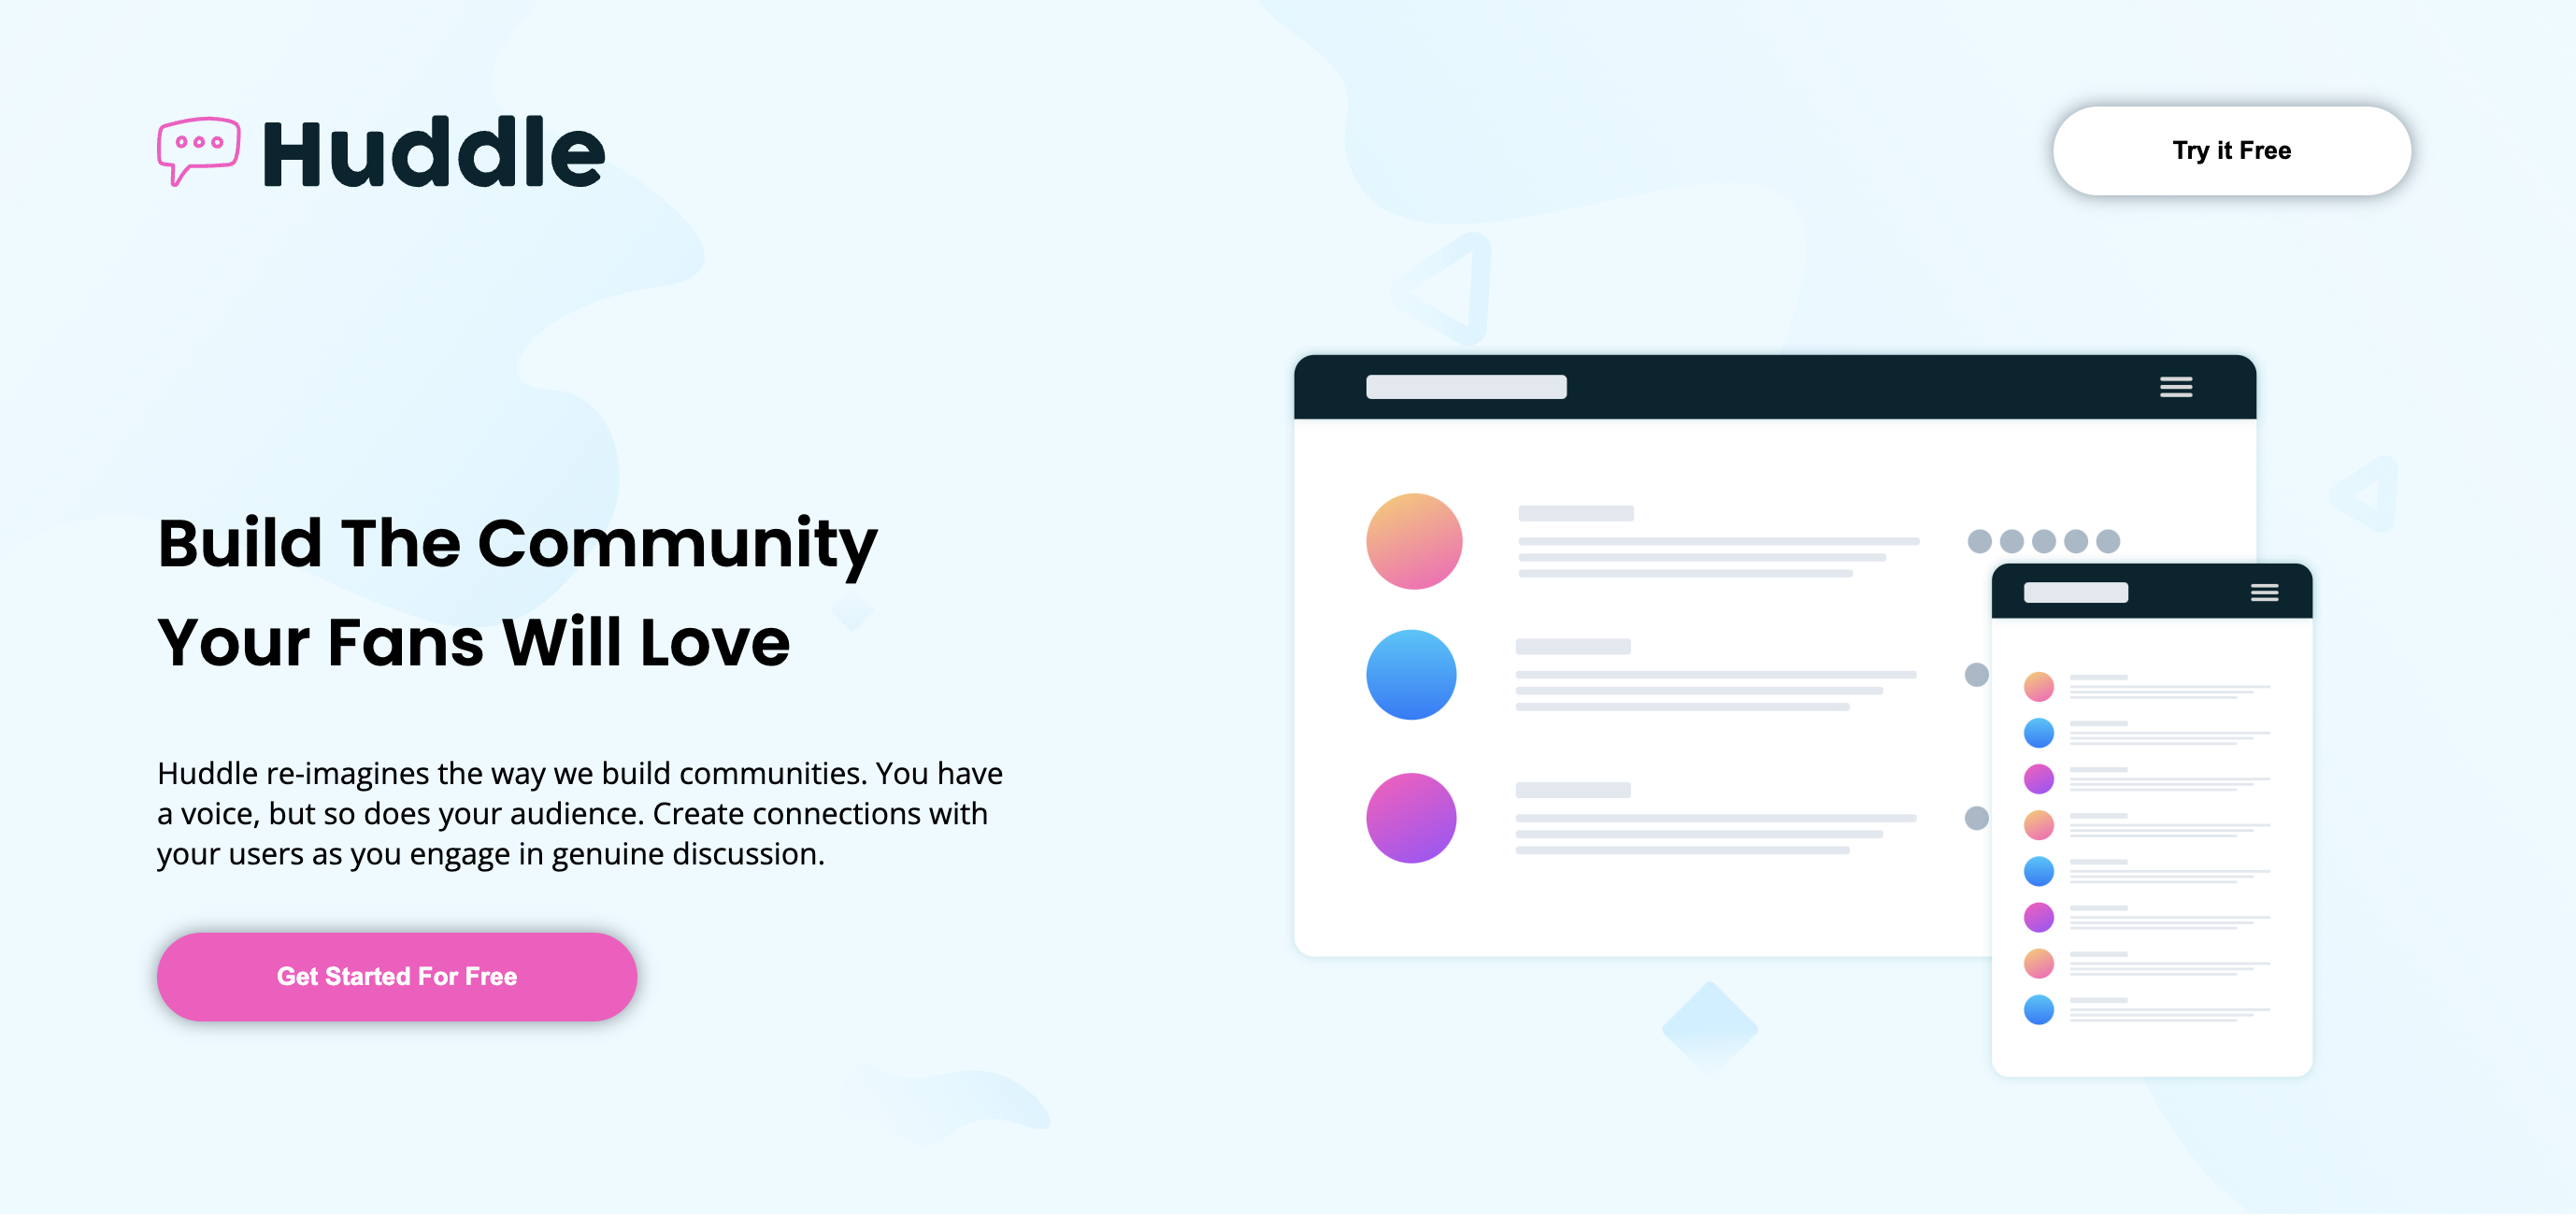 Huddle
Try it Free
Build The Community
Your Fans Will Love
Huddle re-imagines the way we build communities. You have
a voice, but so does your audience. Create connections with
your users as you engage in genuine discussion.
Get Started For Free